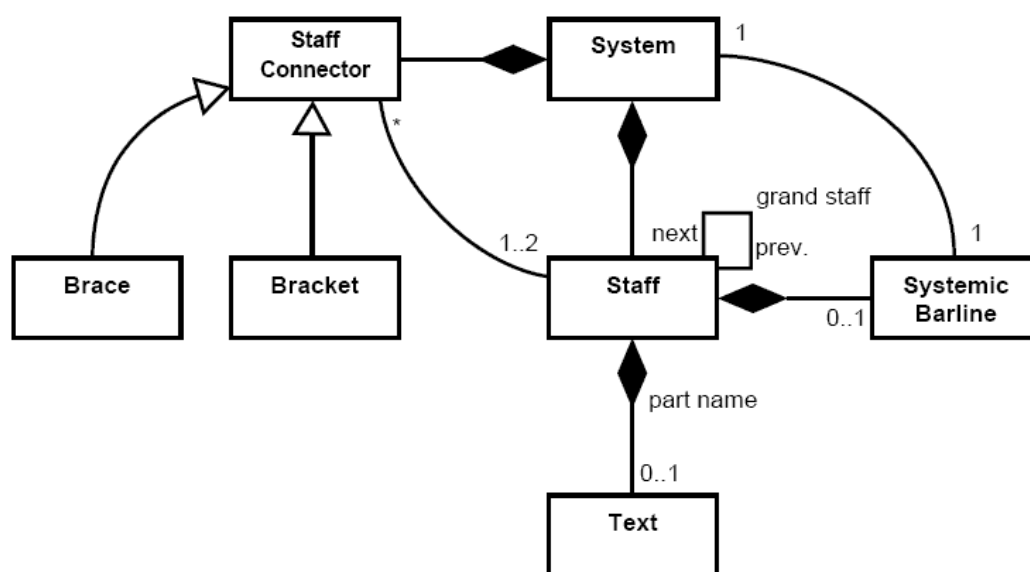 Staff
Connector
System
1
*
grand staff
next
prev.
1..2
1
Brace
Bracket
Staff
Systemic
Barline
0..1
part name
0..1
Text